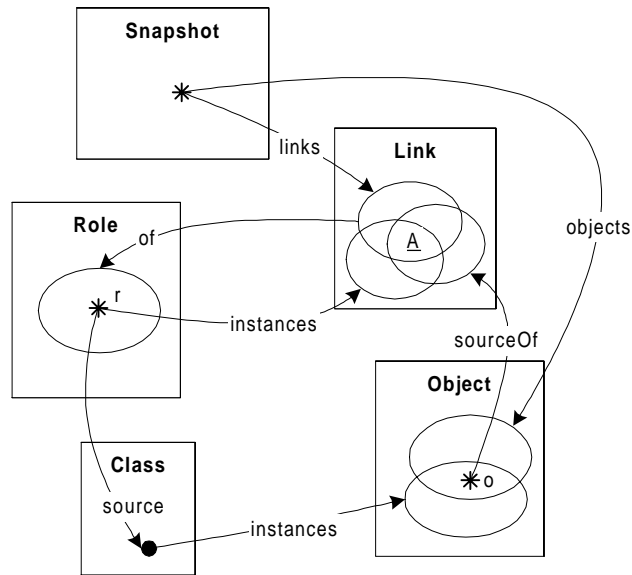 Snapshot
links
Link
Role
of
A
objects
r
instances
sourceOf
Object
Class
o
source
instances